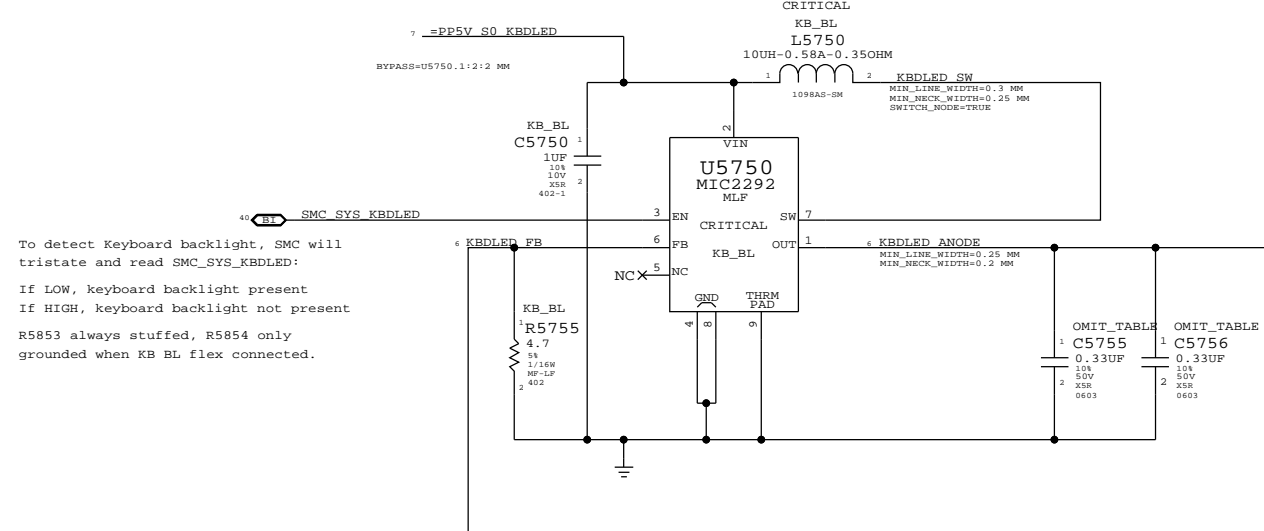 CRITICAL
KB_BL
L5750
10UH-0.58A-0.35OHM
7 =PP5V_S0_KBDLED
BYPASS=U5750.1:2:2 MM
1
2
KBDLED_SW
1098AS-SM
MIN_LINE_WIDTH=0.3 MM
MIN_NECK_WIDTH=0.25 MM
SWITCH_NODE=TRUE
KB_BL
C5750
1
1UF
10%
10V
X5R
402-1
2
2
VIN
U5750
MIC2292
MLF
CRITICAL
KB_BL
40 BI SMC_SYS_KBDLED
3 EN
SW 7
6 KBDLED_FB
6 FB
OUT 1
6 KBDLED_ANODE
MIN_LINE_WIDTH=0.25 MM
MIN_NECK_WIDTH=0.2 MM
NC 5 NC
GND
THRM
PAD
4
8
9
To detect Keyboard backlight, SMC will
tristate and read SMC_SYS_KBDLED:
If LOW, keyboard backlight present
If HIGH, keyboard backlight not present
R5853 always stuffed, R5854 only
grounded when KB BL flex connected.
KB_BL
1
R5755
4.7
5%
1/16W
MF-LF
402
2
OMIT_TABLE
1
C5755
0.33UF
10%
50V
X5R
0603
2
OMIT_TABLE
1
C5756
0.33UF
10%
50V
X5R
0603
2